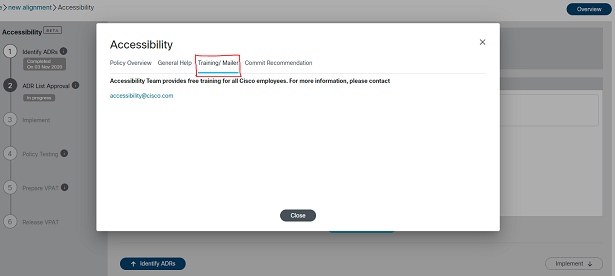 new alignment > Accessibility
Overview
Accessibility BETA
1 Identify ADRs
Completed
On 03 Nov 2020
2 ADR List Approval
In progress
3 Implement
4 Policy Testing
5 Prepare VPAT
6 Release VPAT
Accessibility
Policy Overview General Help Training/ Mailer Commit Recommendation
Accessibility Team provides free training for all Cisco employees. For more information, please contact
accessibility@cisco.com
Close
Identify ADRs
Implement